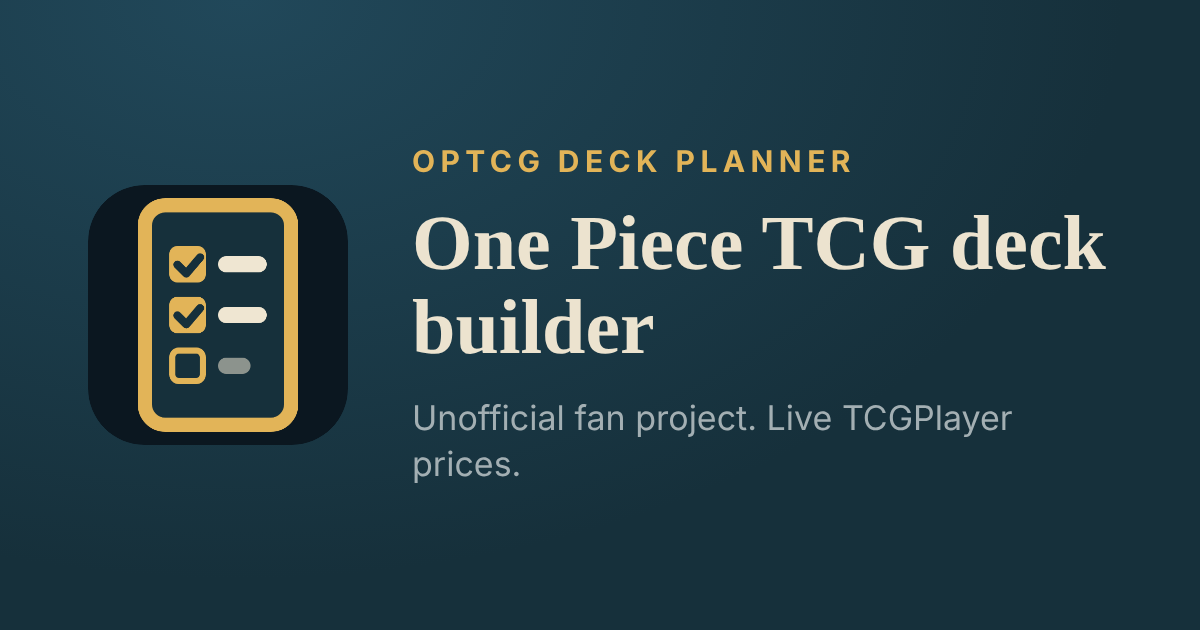 OPTCG DECK PLANNER
One Piece TCG deck
builder
Unofficial fan project. Live TCGPlayer
prices.